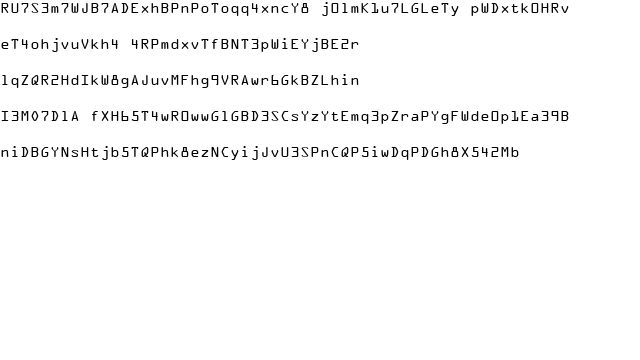 RU7S3m7WJB7ADExhBPnPoToqq4xncY8 jO1mK1u7LGLeTy pWDxtkOHRv
eT4ohjvuVkh4 4RPmdxvTfBNT3pWiEYjBE2r
lqZQR2HdIkW8gAJuvMFhg9VRAwr6GkBZLhin
I3M07D1A fXH65T4wROwwG1GBD3SCsYzYtEmq3pZraPYgFWdeOp1Ea39B
niDBGYNsHtjb5TQPhk8ezNCyijJvU3SPnCQP5iwDqPDGh8X542Mb